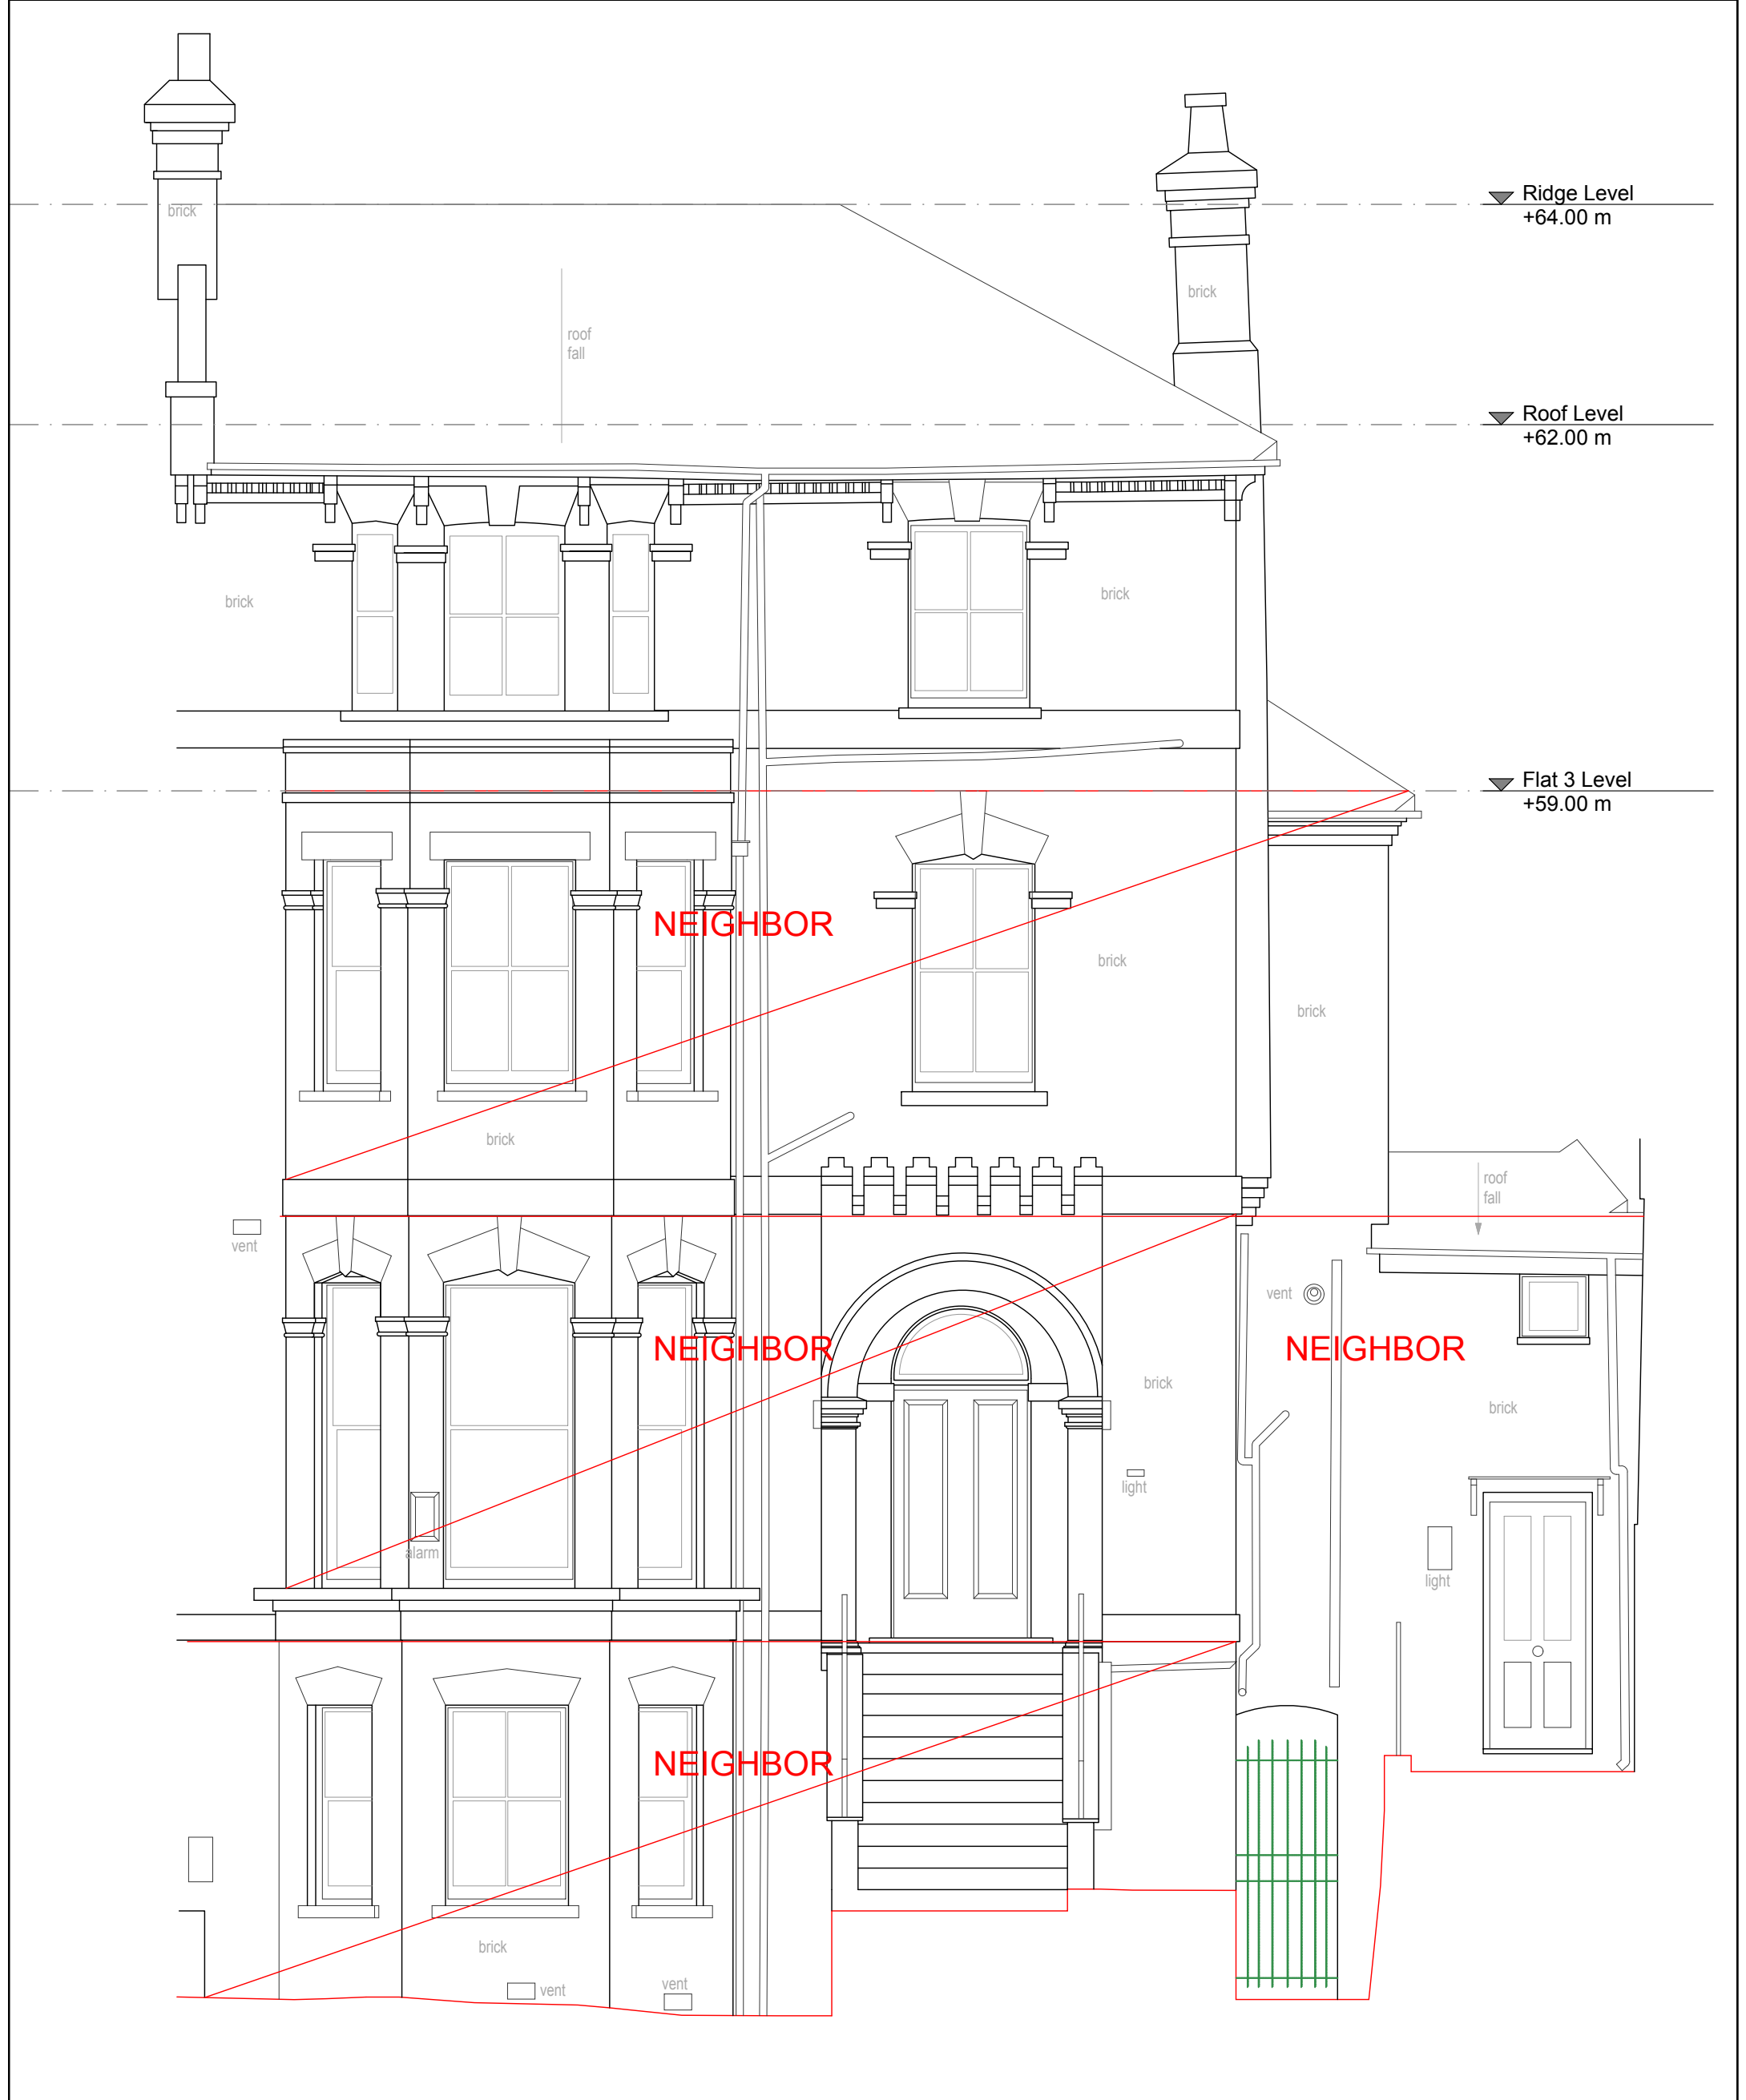 Ridge Level
+64.00 m
brick
brick
roof
fall
Roof Level
+62.00 m
brick
brick
Flat 3 Level
+59.00 m
NEIGHBOR
brick
brick
brick
roof
fall
vent
vent
NEIGHBOR
NEIGHBOR
brick
brick
light
alarm
light
NEIGHBOR
brick
vent
vent